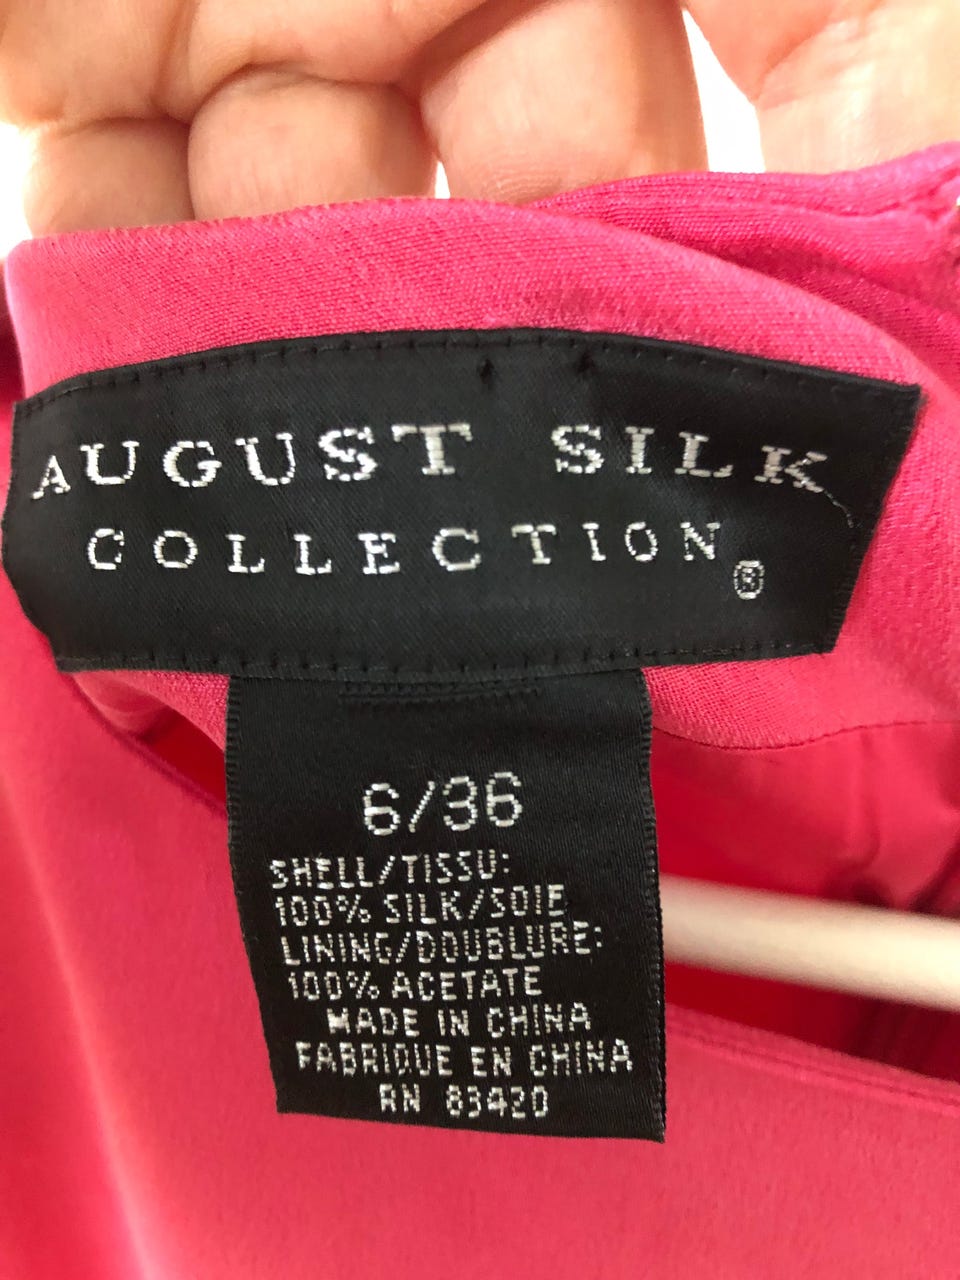 AUGUST SILK
COLLECTION®
6/36
SHELL/TISSU:
100% SILK/SOIE
LINING/DOUBLURE:
100% ACETATE
MADE IN CHINA
FABRIQUE EN CHINA
RN 83420